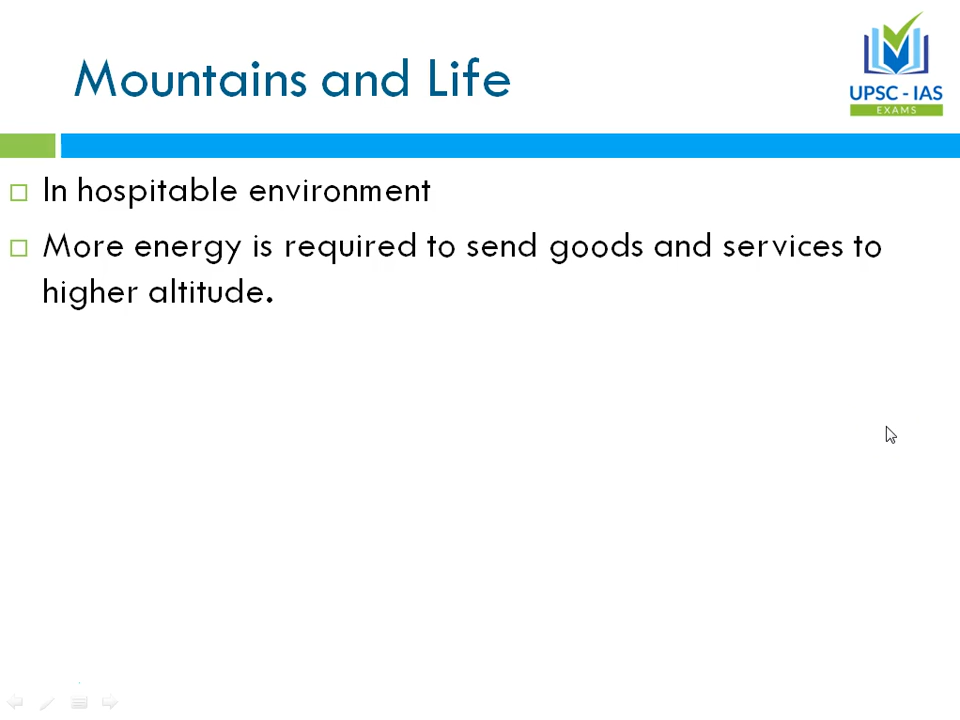 Mountains and Life
UPSC - IAS
EXAMS
In hospitable environment
More energy is required to send goods and services to
higher altitude.